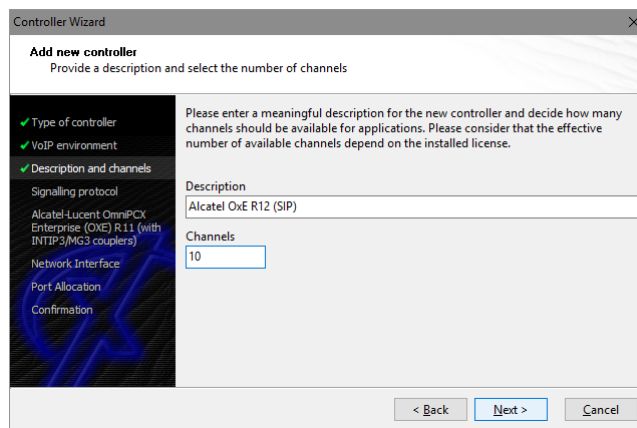 Controller Wizard
Add new controller
Provide a description and select the number of channels
Type of controller
VoIP environment
Description and channels
Signalling protocol
Alcatel-Lucent OmniPCX
Enterprise (OXE) R11 (with
INTIP3/MG3 couplers)
Network Interface
Port Allocation
Confirmation
Please enter a meaningful description for the new controller and decide how many
channels should be available for applications. Please consider that the effective
number of available channels depend on the installed license.
Description
Alcatel OxE R12 (SIP)
Channels
10
< Back
Next >
Cancel